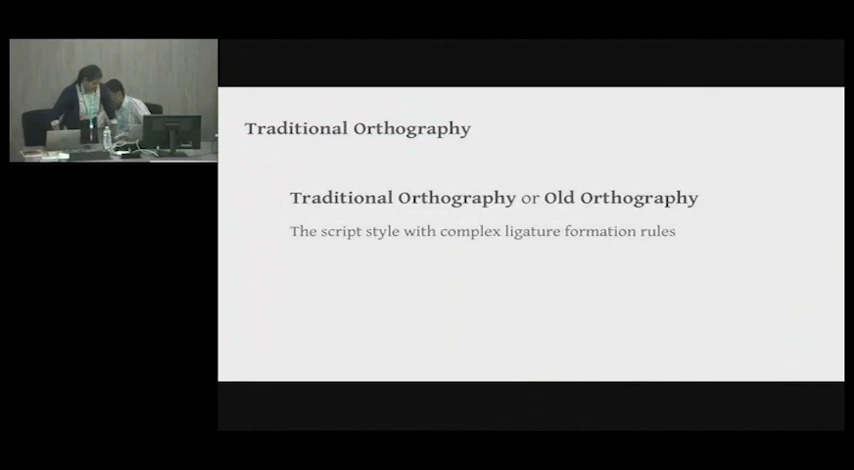 Traditional Orthography
Traditional Orthography or Old Orthography
The script style with complex ligature formation rules